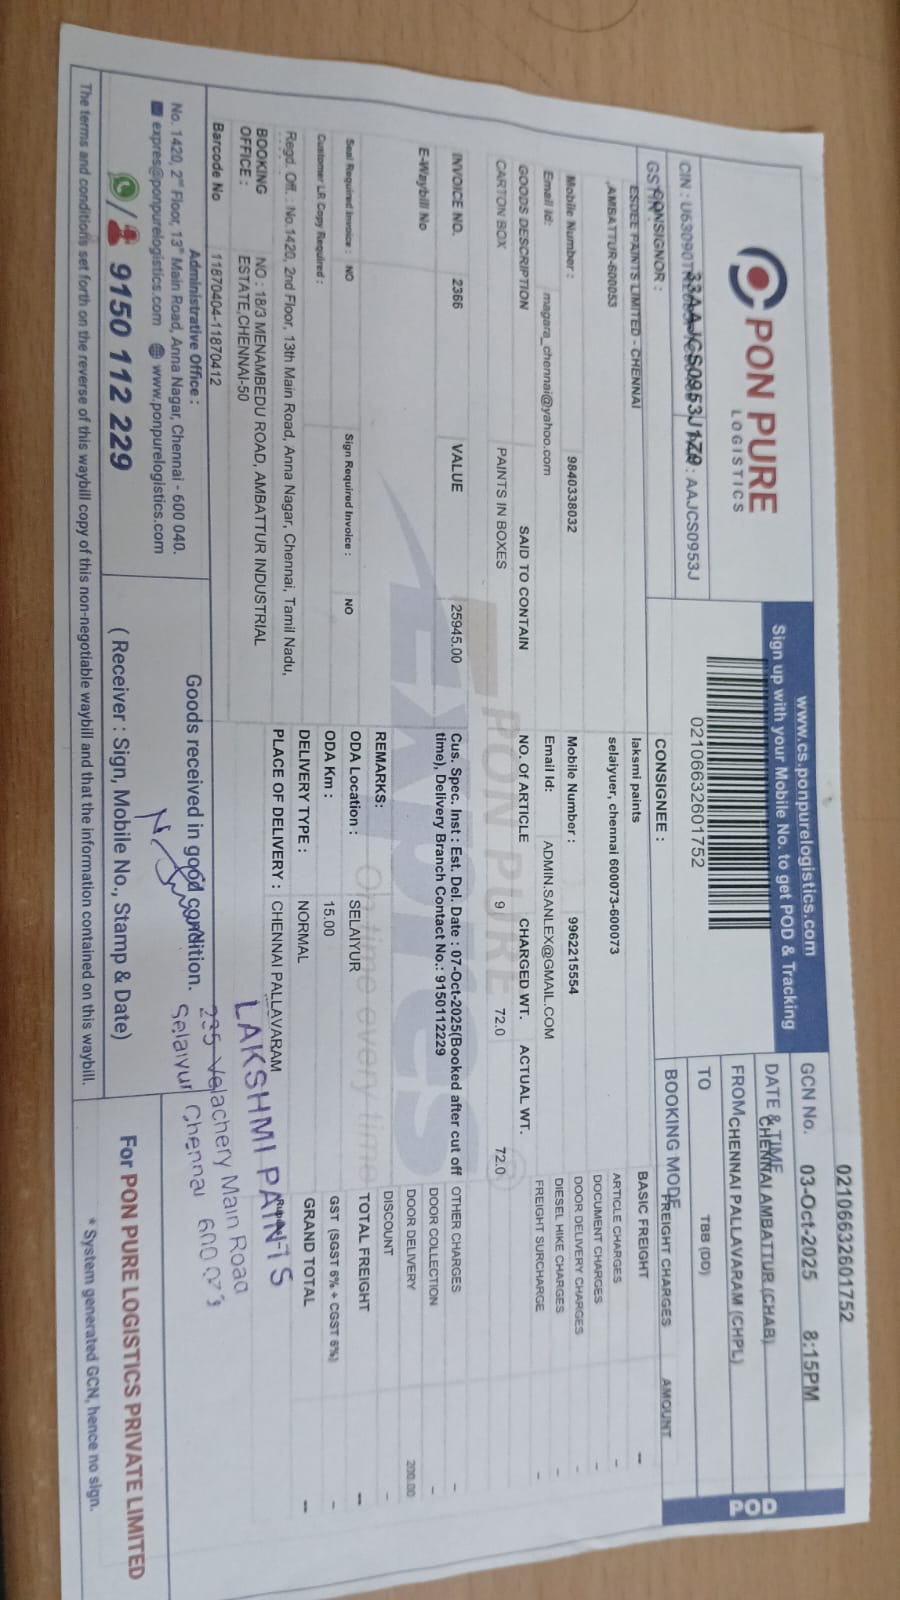 PON PURE
LOGISTICS
www.cs.ponpurelogistics.com
Sign up with your Mobile No. to get POD & Tracking
02106632601752
02106632601752
GCN No. 03-Oct-2025 8:15PM
DATE & TIME
FROM CHENNAI AMBATTUR (CHAB)
CHENNAI PALLAVARAM (CHPL)
TO
TBB (DD)
BOOKING MODE
POD
CIN : PAN : AAJCS0953J
33AAJCS0953J1Z9
GSTIN :
CONSIGNOR :
ESDEE PAINTS LIMITED - CHENNAI
,AMBATTUR-600053
Mobile Number : 9840338032
Email Id: magara_chennai@yahoo.com
CONSIGNEE :
laksmi paints
selaiyuer, chennai 600073-600073
Mobile Number : 9962215554
Email Id: ADMIN.SANLEX@GMAIL.COM
GOODS DESCRIPTION SAID TO CONTAIN NO. OF ARTICLE CHARGED WT. ACTUAL WT.
CARTON BOX PAINTS IN BOXES 9 72.0 72.0
INVOICE NO. 2366 VALUE 25945.00
E-Waybill No
Seal Required Invoice : NO Sign Required Invoice : NO
Customer LR Copy Required :
Cus. Spec. Inst : Est. Del. Date : 07-Oct-2025(Booked after cut off
time), Delivery Branch Contact No.: 9150112229
REMARKS:
ODA Location : SELAIYUR
ODA Km : 15.00
DELIVERY TYPE : NORMAL
PLACE OF DELIVERY : CHENNAI PALLAVARAM
FREIGHT CHARGES AMOUNT
BASIC FREIGHT --
ARTICLE CHARGES -
DOCUMENT CHARGES -
DOOR DELIVERY CHARGES -
DIESEL HIKE CHARGES -
FREIGHT SURCHARGE -
OTHER CHARGES -
DOOR COLLECTION -
DOOR DELIVERY 200.00
DISCOUNT -
TOTAL FREIGHT --
GST (SGST 6% + CGST 6%) -
GRAND TOTAL --
PON PURE
EXPRES
On time every time
Regd. Off. : No.1420, 2nd Floor, 13th Main Road, Anna Nagar, Chennai, Tamil Nadu,
BOOKING OFFICE : NO : 18/3 MENAMBEDU ROAD, AMBATTUR INDUSTRIAL
ESTATE,CHENNAI-50
Barcode No 11870404-11870412
Administrative Office :
No. 1420, 2nd Floor, 13th Main Road, Anna Nagar, Chennai - 600 040.
expres@ponpurelogistics.com www.ponpurelogistics.com
9150 112 229
Goods received in good condition.
( Receiver : Sign, Mobile No., Stamp & Date)
LAKSHMI PAINTS
235 Velachery Main Road
Selaiyur Chennai 600 073
For PON PURE LOGISTICS PRIVATE LIMITED
* System generated GCN, hence no sign.
The terms and conditions set forth on the reverse of this waybill copy of this non-negotiable waybill and that the information contained on this waybill.